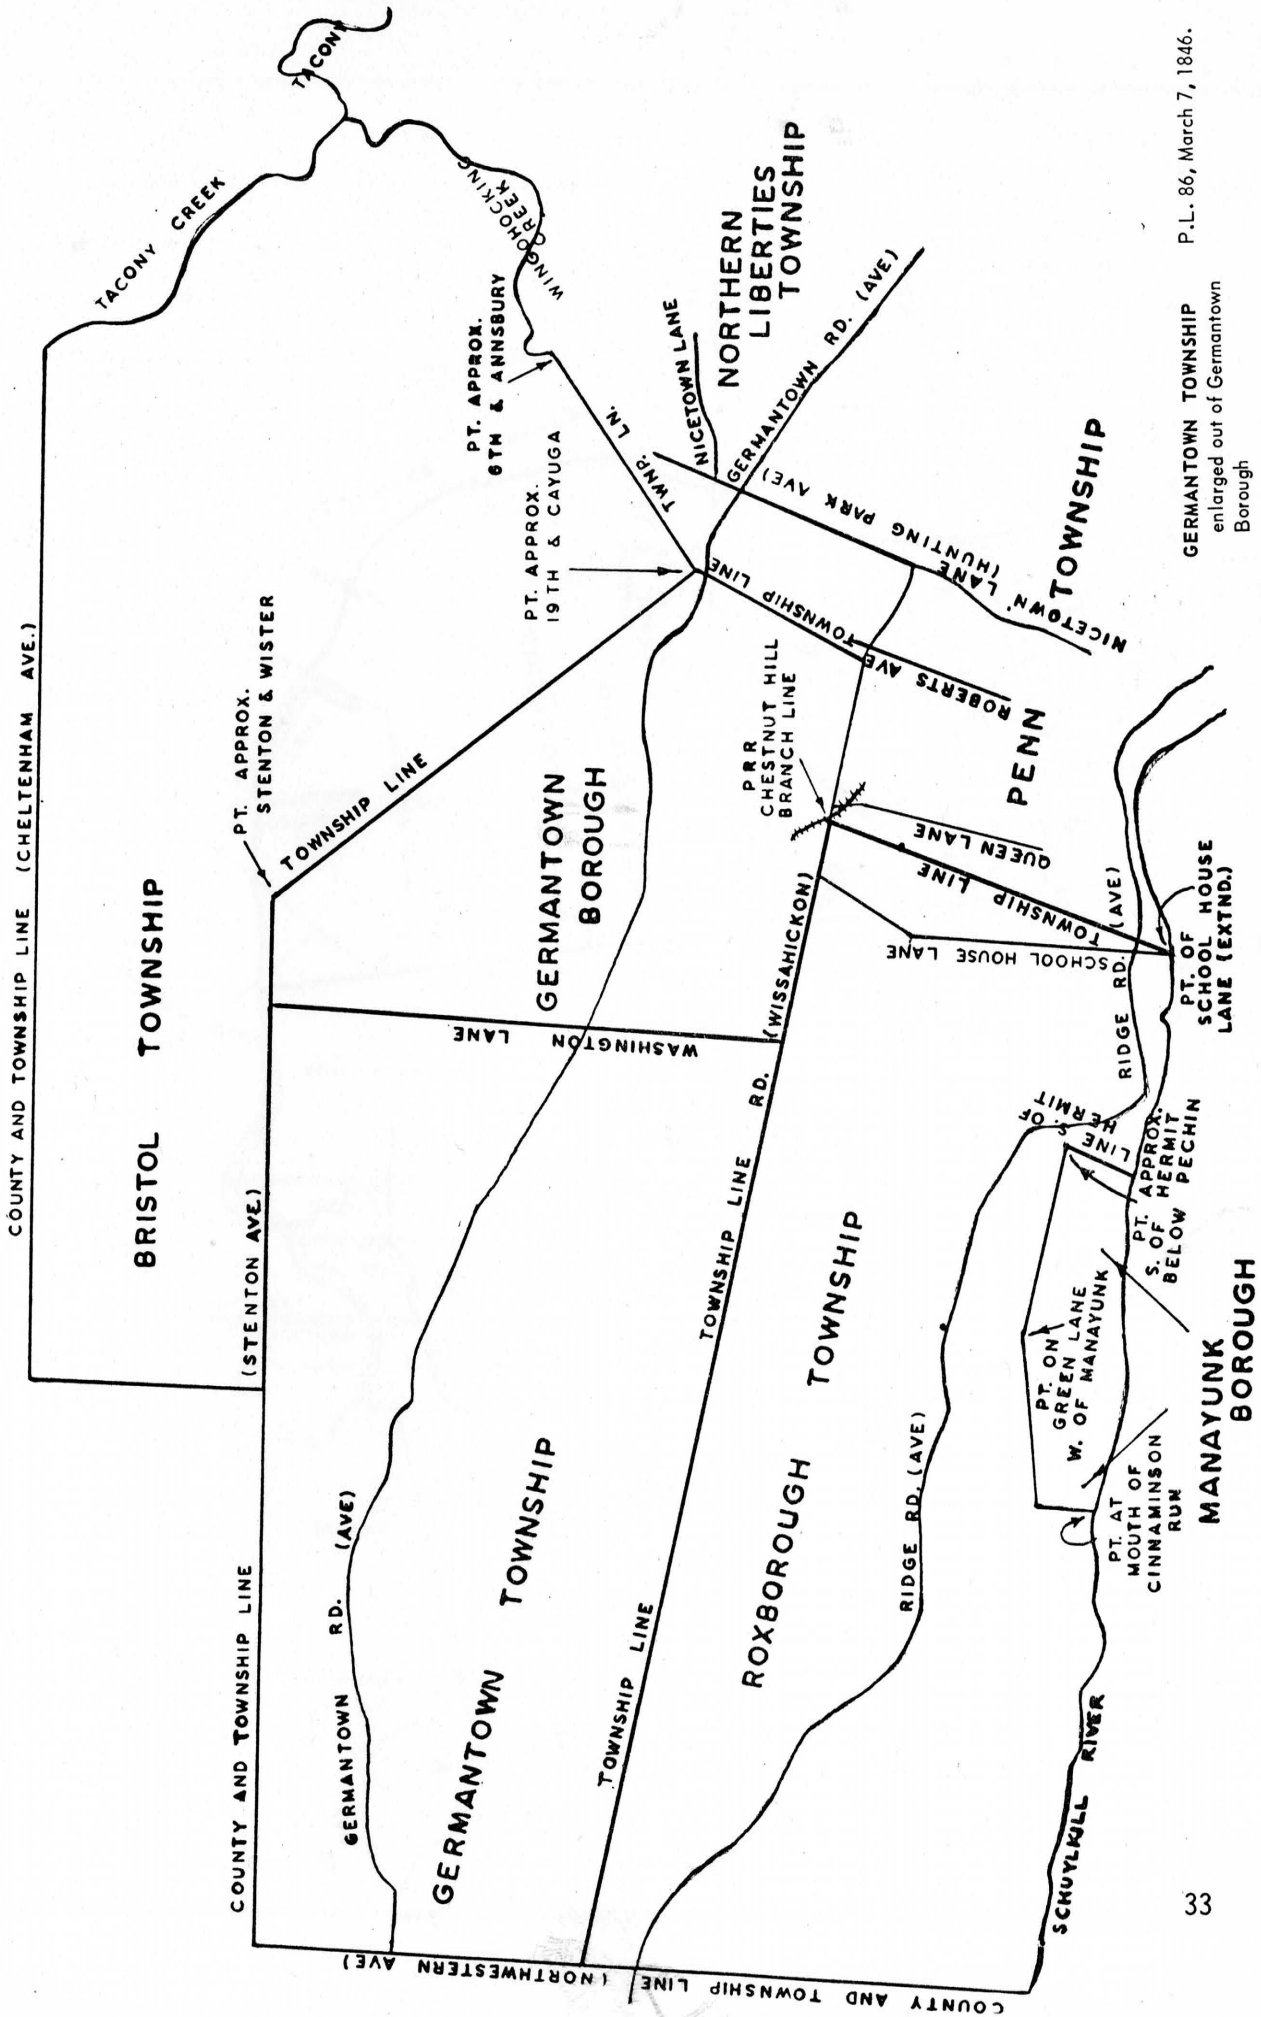 COUNTY AND TOWNSHIP LINE (CHELTENHAM AVE.)
TACONY CREEK
TACONY
WINGOHOCKING
CREEK
BRISTOL TOWNSHIP
PT. APPROX.
STENTON & WISTER
TOWNSHIP LINE
PT. APPROX.
19TH & CAYUGA
PT. APPROX.
6TH & ANNSBURY
TWNP. LN.
NICETOWN LANE
NORTHERN
LIBERTIES
TOWNSHIP
GERMANTOWN RD. (AVE)
COUNTY AND TOWNSHIP LINE
(STENTON AVE.)
WASHINGTON LANE
GERMANTOWN
BOROUGH
TOWNSHIP LINE
ROBERTS AVE
NICETOWN LANE
(HUNTING PARK AVE)
PRR
CHESTNUT HILL
BRANCH LINE
PENN TOWNSHIP
QUEEN LANE
TOWNSHIP LINE
SCHOOL HOUSE LANE
GERMANTOWN RD. (AVE)
GERMANTOWN TOWNSHIP
TOWNSHIP LINE
TOWNSHIP LINE RD. (WISSAHICKON)
ROXBOROUGH TOWNSHIP
RIDGE RD. (AVE)
RIDGE RD. (AVE)
COUNTY AND TOWNSHIP LINE (NORTHWESTERN AVE)
SCHUYLKILL RIVER
PT. AT
MOUTH OF
CINNAMINSON
RUN
PT. ON
GREEN LANE
W. OF MANAYUNK
MANAYUNK
BOROUGH
LINE S. OF
HERMIT
PT. APPROX.
S. OF HERMIT
BELOW PECHIN
PT. OF
SCHOOL HOUSE
LANE (EXTND.)
GERMANTOWN TOWNSHIP P.L. 86, March 7, 1846.
enlarged out of Germantown
Borough
33